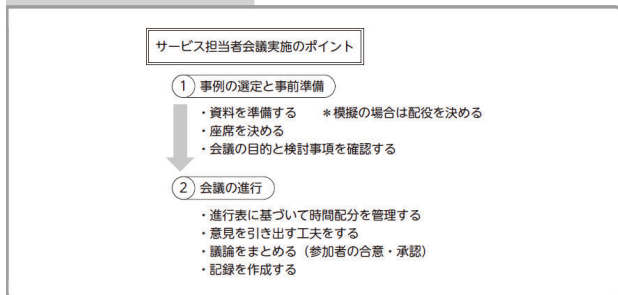 サービス担当者会議実施のポイント
1 事例の選定と事前準備
・資料を準備する　＊模擬の場合は配役を決める
・座席を決める
・会議の目的と検討事項を確認する
2 会議の進行
・進行表に基づいて時間配分を管理する
・意見を引き出す工夫をする
・議論をまとめる（参加者の合意・承認）
・記録を作成する